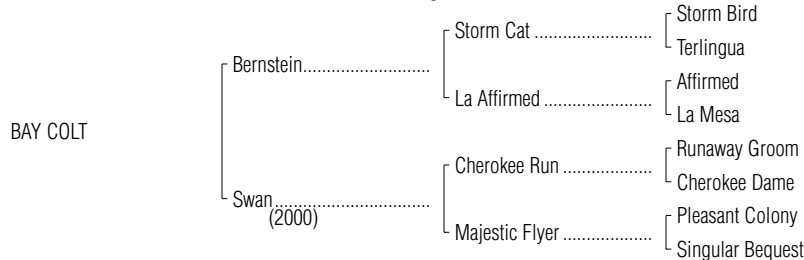 Storm Bird
Storm Cat ........................
Terlingua
Bernstein...........................
Affirmed
La Affirmed ......................
La Mesa
BAY COLT
Runaway Groom
Cherokee Run ..................
Cherokee Dame
Swan.................................
(2000)
Pleasant Colony
Majestic Flyer ..................
Singular Bequest